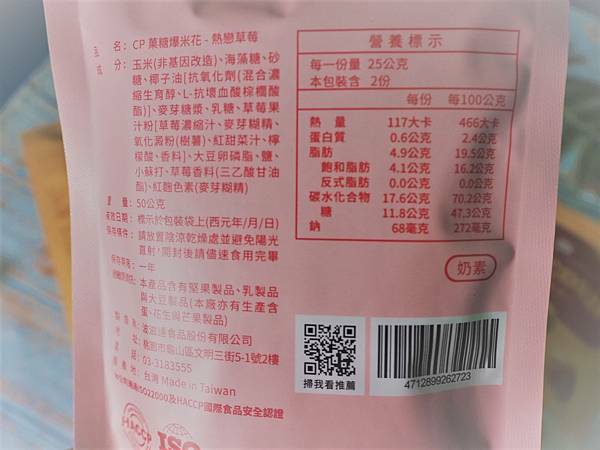 品名: CP 菓糖爆米花 - 熱戀草莓
成分: 玉米(非基因改造)、海藻糖、砂
糖、椰子油[抗氧化劑(混合濃
縮生育醇、L-抗壞血酸棕櫚酸
酯)]、麥芽糖漿、乳糖、草莓果
汁粉[草莓濃縮汁、麥芽糊精、
氧化澱粉(樹薯)、紅甜菜汁、檸
檬酸、香料]、大豆卵磷脂、鹽、
小蘇打、草莓香料(三乙酸甘油
酯)、紅麴色素(麥芽糊精)
重量: 50公克
有效日期: 標示於包裝袋上(西元年/月/日)
保存條件: 請放置陰涼乾燥處並避免陽光
直射,開封後請儘速食用完畢
保存期限: 一年
過敏原資訊: 本產品含有堅果製品、乳製品
與大豆製品(本廠亦有生產含
蛋、花生與芒果製品)
製造商: 波波達食品股份有限公司
地址: 桃園市龜山區文明三街5-1號2樓
電話: 03-3183555
原產地: 台灣 Made in Taiwan
ISO22000及HACCP國際食品安全認證
HACCP
ISO
營養標示
每一份量 25公克
本包裝含 2份
每份 每100公克
熱量 117大卡 466大卡
蛋白質 0.6公克 2.4公克
脂肪 4.9公克 19.5公克
飽和脂肪 4.1公克 16.2公克
反式脂肪 0.0公克 0.0公克
碳水化合物 17.6公克 70.2公克
糖 11.8公克 47.3公克
鈉 68毫克 272毫克
奶素
掃我看推薦
4712899262723